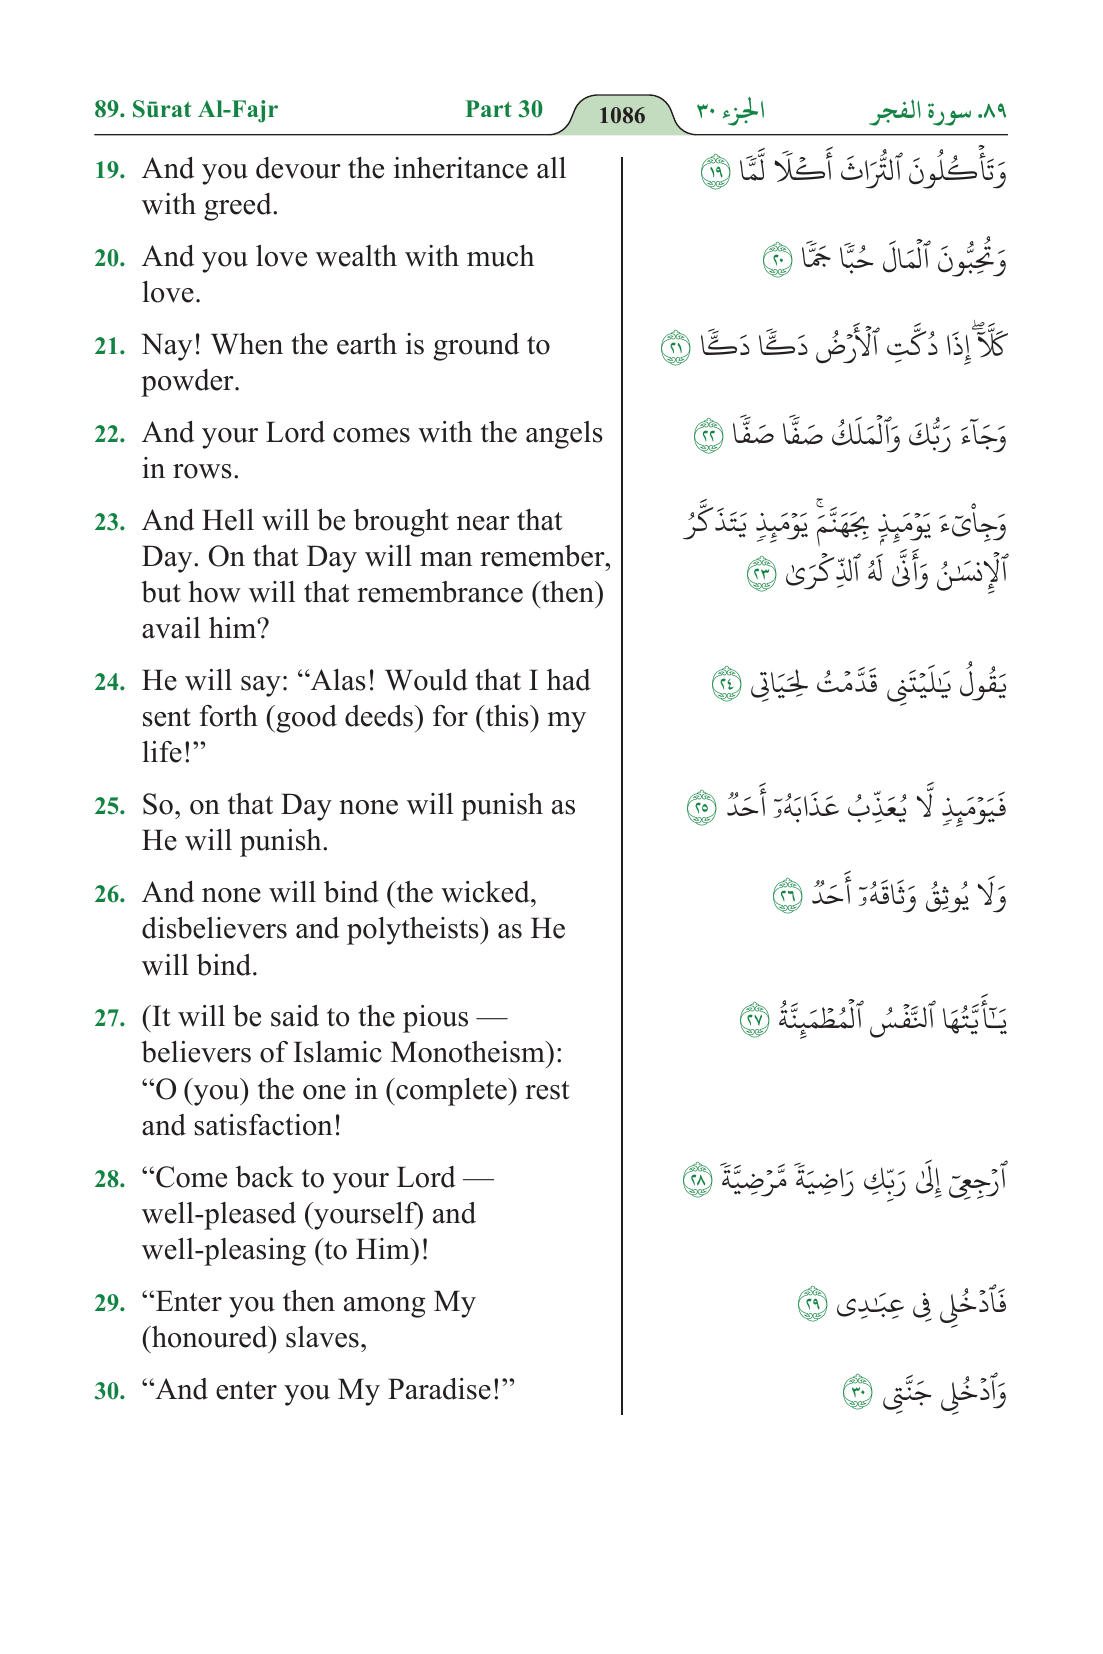 89. Sūrat Al-Fajr Part 30 1086 الجزء ٣٠ ٨٩. سورة الفجر
19. And you devour the inheritance all
with greed.
وَتَأۡكُلُونَ ٱلتُّرَاثَ أَكۡلٗا لَّمّٗا ١٩
20. And you love wealth with much
love.
وَتُحِبُّونَ ٱلۡمَالَ حُبّٗا جَمّٗا ٢٠
21. Nay! When the earth is ground to
powder.
كَلَّآۖ إِذَا دُكَّتِ ٱلۡأَرۡضُ دَكّٗا دَكّٗا ٢١
22. And your Lord comes with the angels
in rows.
وَجَآءَ رَبُّكَ وَٱلۡمَلَكُ صَفّٗا صَفّٗا ٢٢
23. And Hell will be brought near that
Day. On that Day will man remember,
but how will that remembrance (then)
avail him?
وَجِاْيٓءَ يَوۡمَئِذِۭ بِجَهَنَّمَۚ يَوۡمَئِذٖ يَتَذَكَّرُ
ٱلۡإِنسَٰنُ وَأَنَّىٰ لَهُ ٱلذِّكۡرَىٰ ٢٣
24. He will say: “Alas! Would that I had
sent forth (good deeds) for (this) my
life!”
يَقُولُ يَٰلَيۡتَنِي قَدَّمۡتُ لِحَيَاتِي ٢٤
25. So, on that Day none will punish as
He will punish.
فَيَوۡمَئِذٖ لَّا يُعَذِّبُ عَذَابَهُۥٓ أَحَدٞ ٢٥
26. And none will bind (the wicked,
disbelievers and polytheists) as He
will bind.
وَلَا يُوثِقُ وَثَاقَهُۥٓ أَحَدٞ ٢٦
27. (It will be said to the pious —
believers of Islamic Monotheism):
“O (you) the one in (complete) rest
and satisfaction!
يَٰٓأَيَّتُهَا ٱلنَّفۡسُ ٱلۡمُطۡمَئِنَّةُ ٢٧
28. “Come back to your Lord —
well-pleased (yourself) and
well-pleasing (to Him)!
ٱرۡجِعِيٓ إِلَىٰ رَبِّكِ رَاضِيَةٗ مَّرۡضِيَّةٗ ٢٨
29. “Enter you then among My
(honoured) slaves,
فَٱدۡخُلِي فِي عِبَٰدِي ٢٩
30. “And enter you My Paradise!”
وَٱدۡخُلِي جَنَّتِي ٣٠